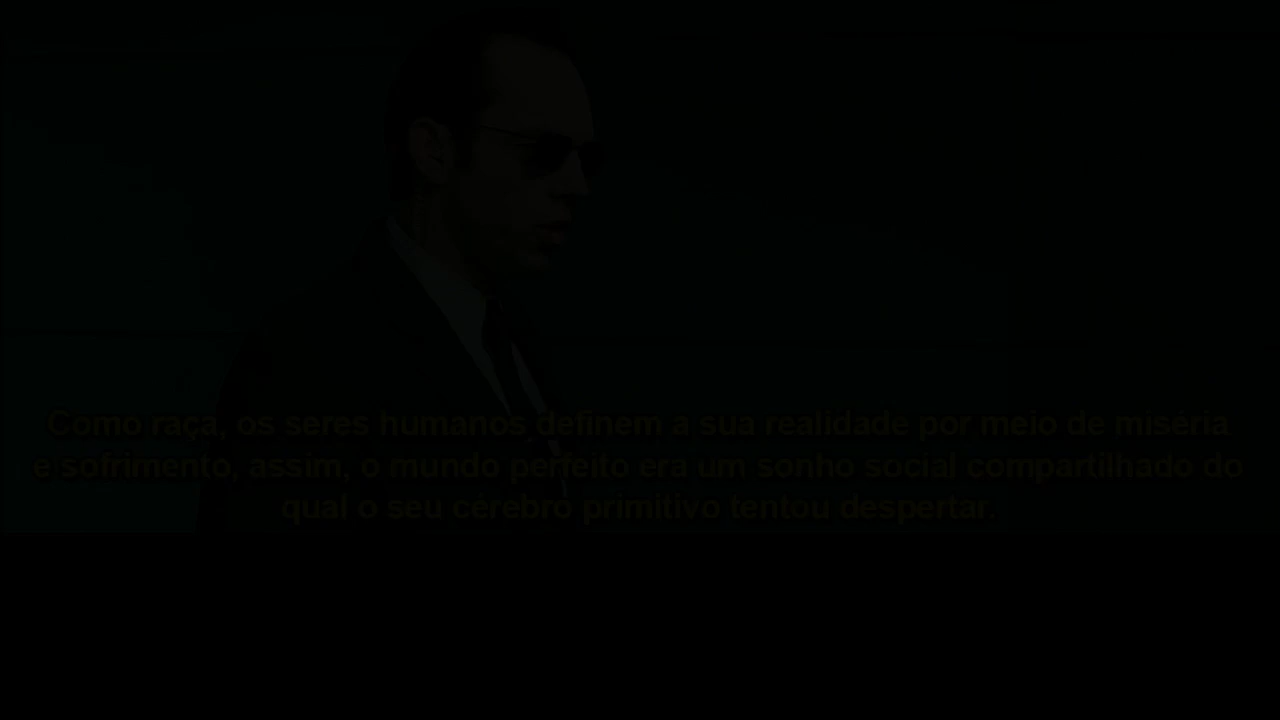 Como raça, os seres humanos definem a sua realidade por meio de miséria
e sofrimento, assim, o mundo perfeito era um sonho social compartilhado do
qual o seu cérebro primitivo tentou despertar.